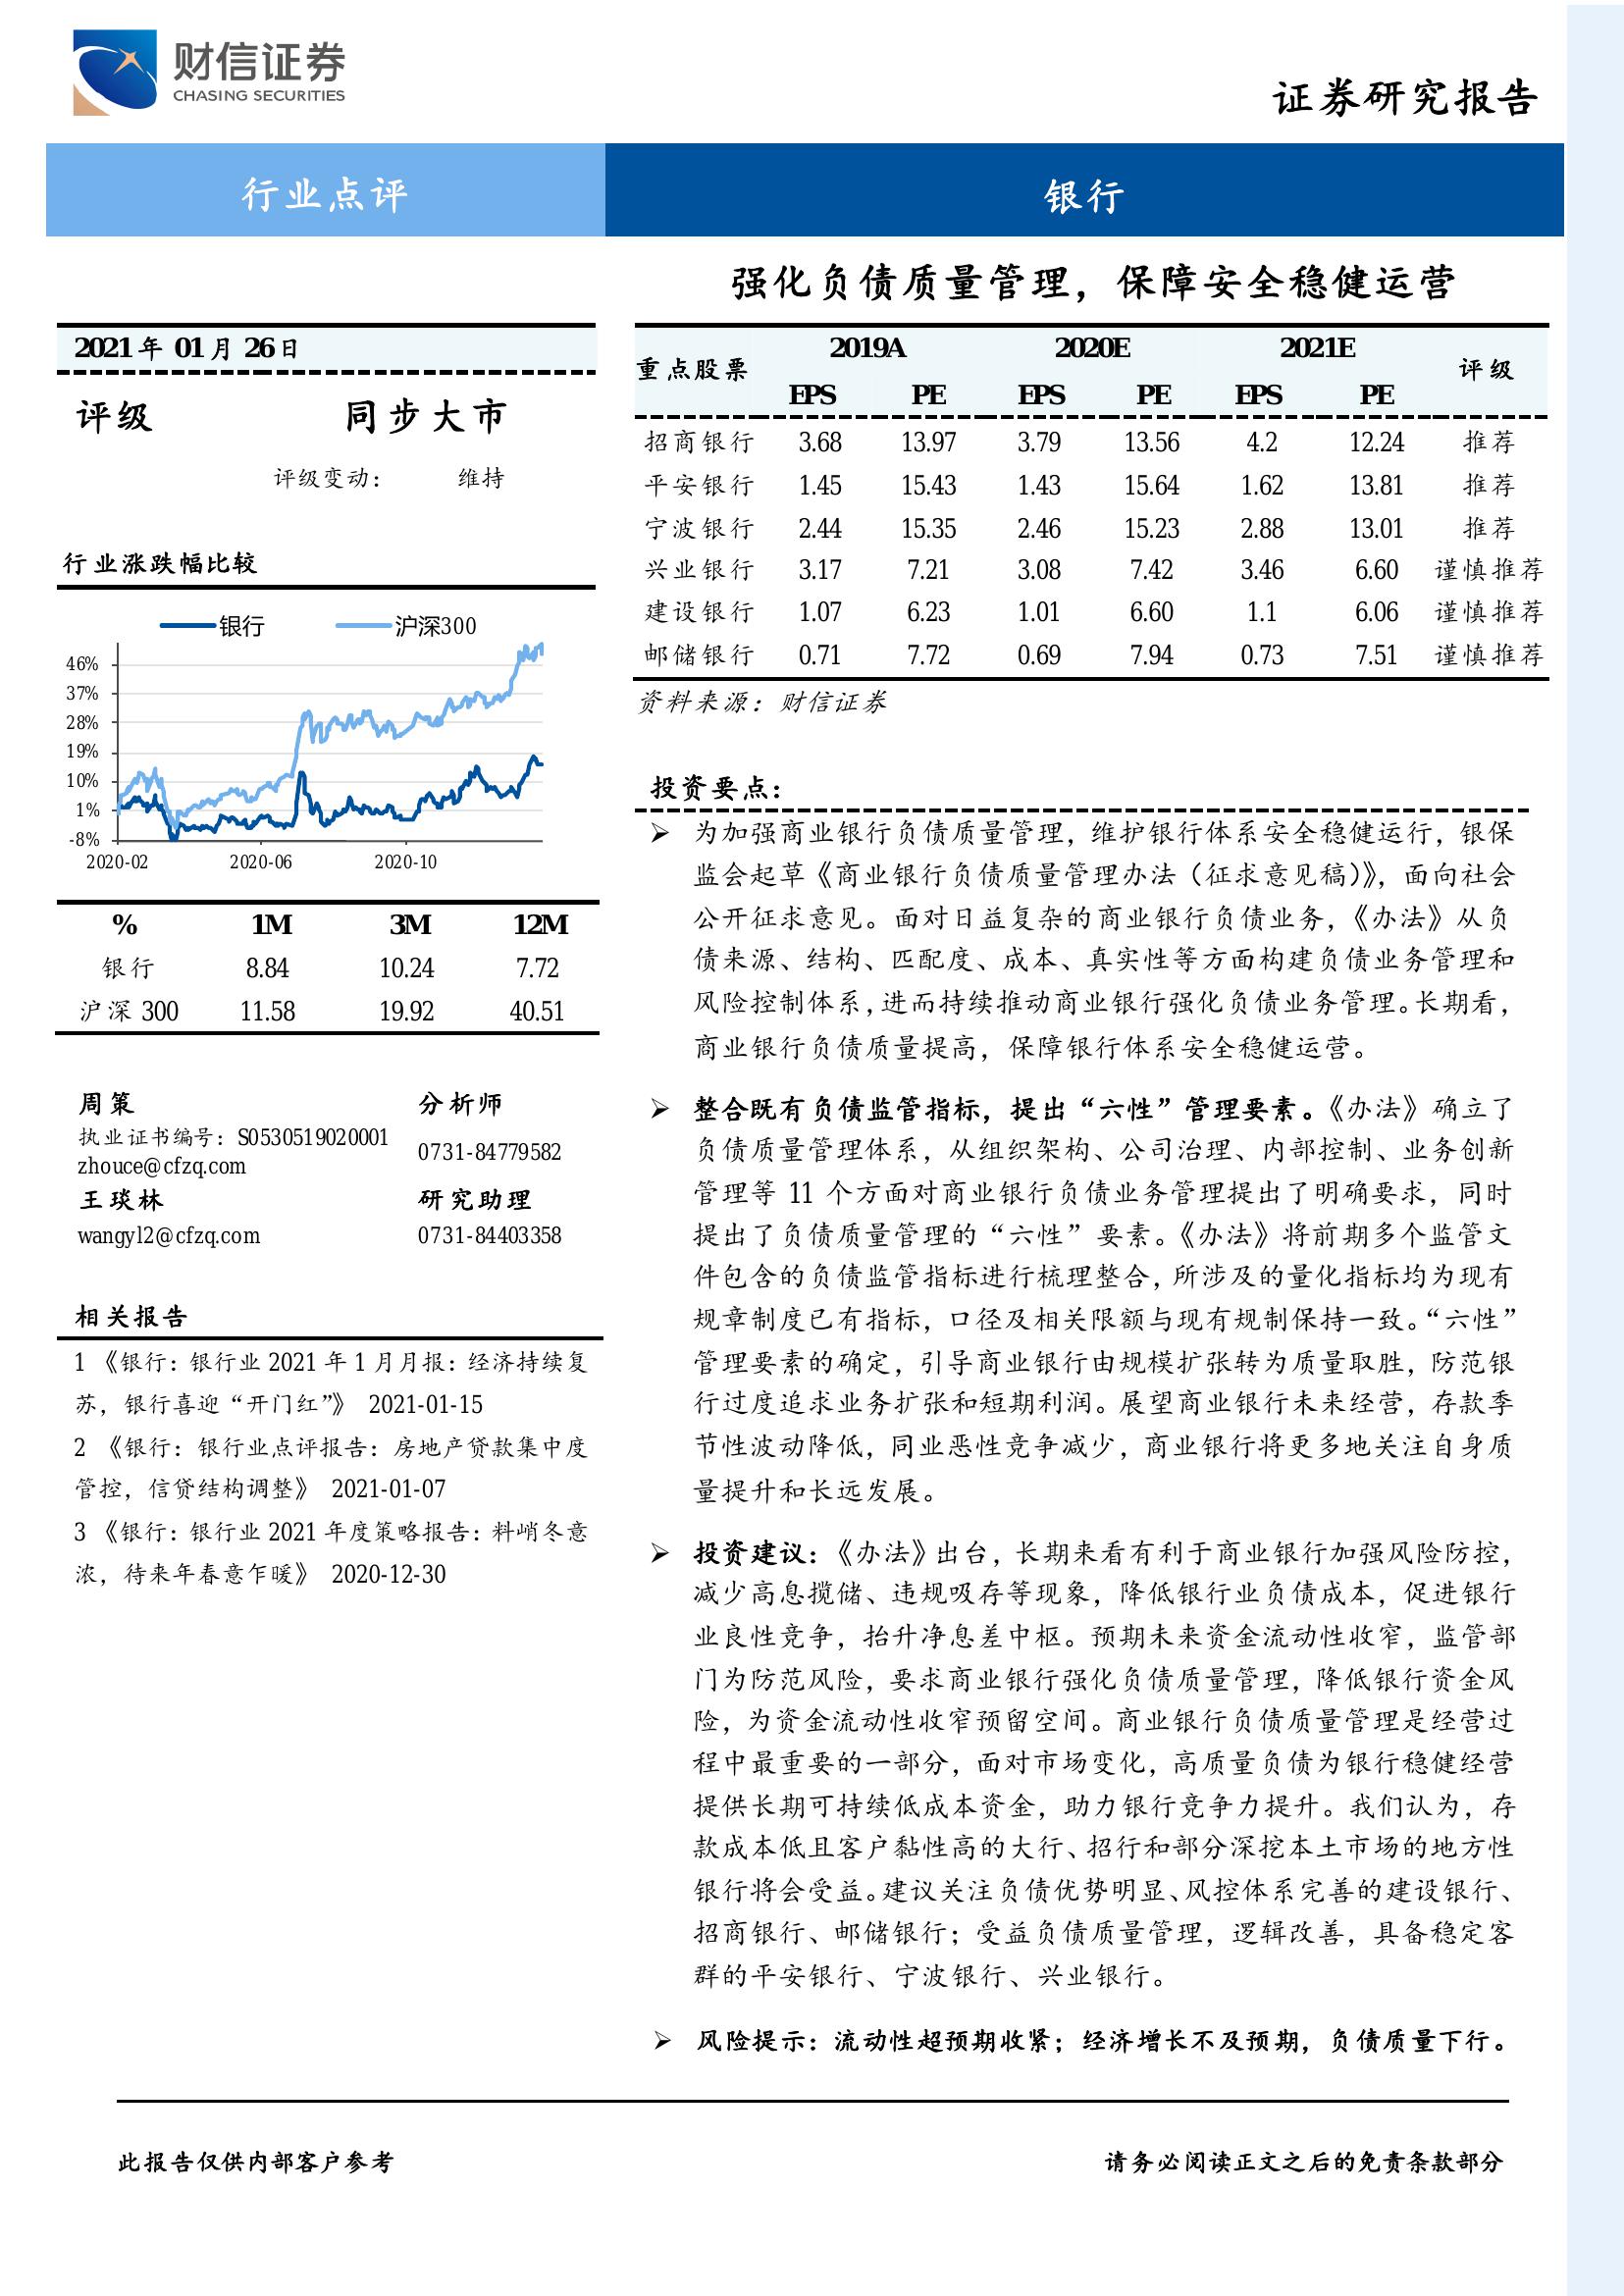 财信证券
CHASING SECURITIES
证券研究报告
行业点评
银行
强化负债质量管理，保障安全稳健运营
2021 年 01 月 26 日
评级 同步大市
评级变动： 维持
行业涨跌幅比较
银行 沪深300
46%
37%
28%
19%
10%
1%
-8%
2020-02 2020-06 2020-10
% 1M 3M 12M
银行 8.84 10.24 7.72
沪深 300 11.58 19.92 40.51
周策 分析师
执业证书编号：S0530519020001 0731-84779582
zhouce@cfzq.com
王琰林 研究助理
wangyl2@cfzq.com 0731-84403358
相关报告
1 《银行：银行业 2021 年 1 月月报：经济持续复
苏，银行喜迎“开门红”》 2021-01-15
2 《银行：银行业点评报告：房地产贷款集中度
管控，信贷结构调整》 2021-01-07
3 《银行：银行业 2021 年度策略报告：料峭冬意
浓，待来年春意乍暖》 2020-12-30
重点股票 2019A 2020E 2021E 评级
EPS PE EPS PE EPS PE
招商银行 3.68 13.97 3.79 13.56 4.2 12.24 推荐
平安银行 1.45 15.43 1.43 15.64 1.62 13.81 推荐
宁波银行 2.44 15.35 2.46 15.23 2.88 13.01 推荐
兴业银行 3.17 7.21 3.08 7.42 3.46 6.60 谨慎推荐
建设银行 1.07 6.23 1.01 6.60 1.1 6.06 谨慎推荐
邮储银行 0.71 7.72 0.69 7.94 0.73 7.51 谨慎推荐
资料来源：财信证券
投资要点：
➢ 为加强商业银行负债质量管理，维护银行体系安全稳健运行，银保
监会起草《商业银行负债质量管理办法（征求意见稿）》，面向社会
公开征求意见。面对日益复杂的商业银行负债业务，《办法》从负
债来源、结构、匹配度、成本、真实性等方面构建负债业务管理和
风险控制体系，进而持续推动商业银行强化负债业务管理。长期看，
商业银行负债质量提高，保障银行体系安全稳健运营。
➢ 整合既有负债监管指标，提出“六性”管理要素。《办法》确立了
负债质量管理体系，从组织架构、公司治理、内部控制、业务创新
管理等 11 个方面对商业银行负债业务管理提出了明确要求，同时
提出了负债质量管理的“六性”要素。《办法》将前期多个监管文
件包含的负债监管指标进行梳理整合，所涉及的量化指标均为现有
规章制度已有指标，口径及相关限额与现有规制保持一致。“六性”
管理要素的确定，引导商业银行由规模扩张转为质量取胜，防范银
行过度追求业务扩张和短期利润。展望商业银行未来经营，存款季
节性波动降低，同业恶性竞争减少，商业银行将更多地关注自身质
量提升和长远发展。
➢ 投资建议：《办法》出台，长期来看有利于商业银行加强风险防控，
减少高息揽储、违规吸存等现象，降低银行业负债成本，促进银行
业良性竞争，抬升净息差中枢。预期未来资金流动性收窄，监管部
门为防范风险，要求商业银行强化负债质量管理，降低银行资金风
险，为资金流动性收窄预留空间。商业银行负债质量管理是经营过
程中最重要的一部分，面对市场变化，高质量负债为银行稳健经营
提供长期可持续低成本资金，助力银行竞争力提升。我们认为，存
款成本低且客户黏性高的大行、招行和部分深挖本土市场的地方性
银行将会受益。建议关注负债优势明显、风控体系完善的建设银行、
招商银行、邮储银行；受益负债质量管理，逻辑改善，具备稳定客
群的平安银行、宁波银行、兴业银行。
➢ 风险提示：流动性超预期收紧；经济增长不及预期，负债质量下行。
此报告仅供内部客户参考 请务必阅读正文之后的免责条款部分